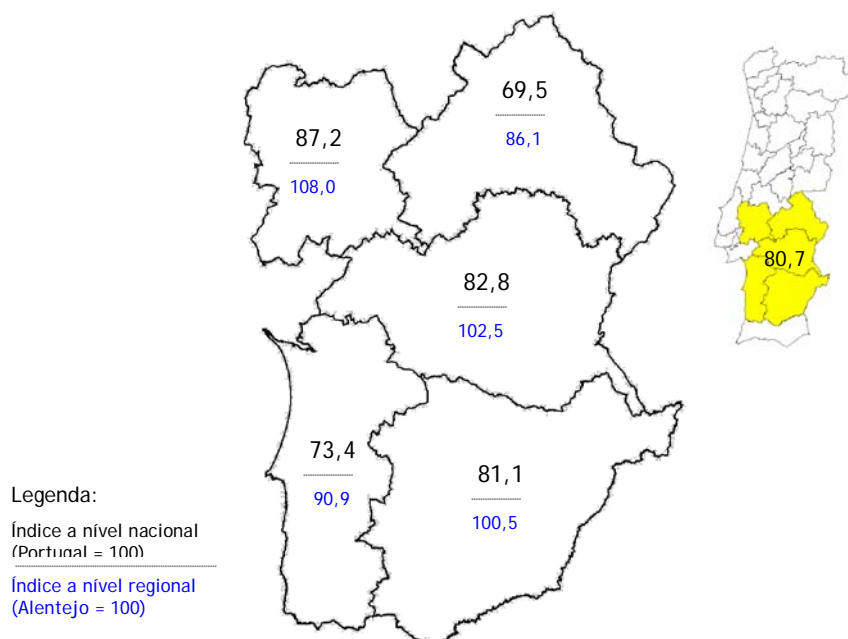 69,5
86,1
87,2
108,0
80,7
82,8
102,5
73,4
90,9
81,1
100,5
Legenda:
Índice a nível nacional
(Portugal = 100)
Índice a nível regional
(Alentejo = 100)